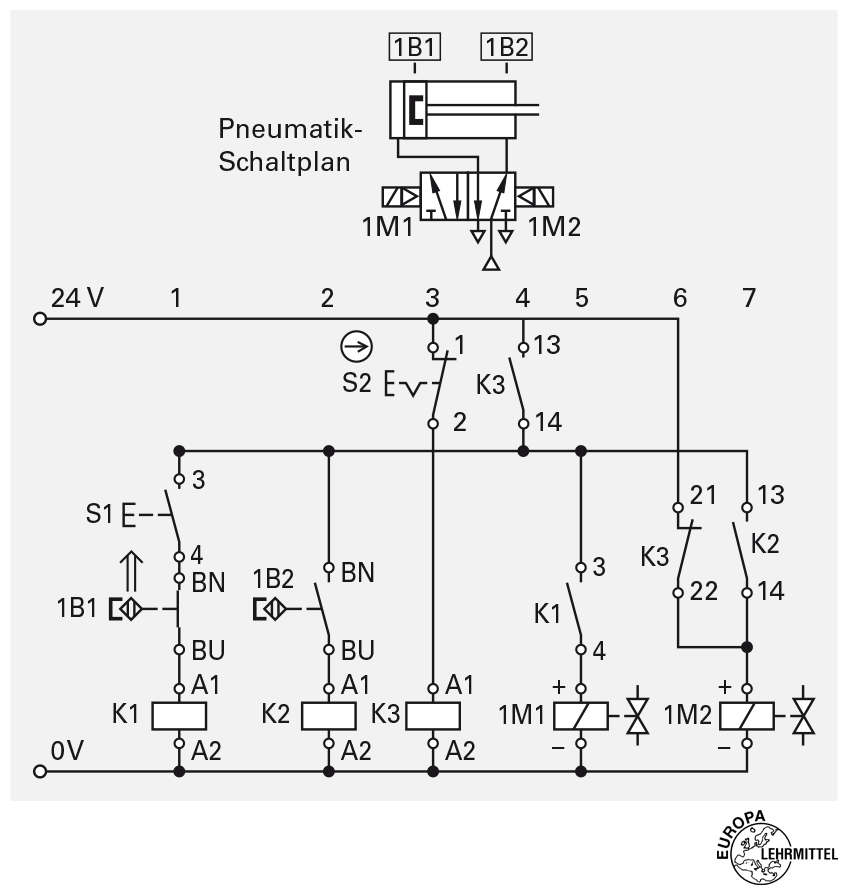 1B1 1B2
Pneumatik-
Schaltplan
1M1 1M2
24 V 1 2 3 4 5 6 7
1 13
S2 K3
2 14
3 21 13
S1 K3 K2
4
BN 1B2 BN 3 22 14
1B1 K1
BU BU 4
A1 A1 A1 + +
K1 K2 K3 1M1 1M2
A2 A2 A2 – –
0V
EUROPA
LEHRMITTEL